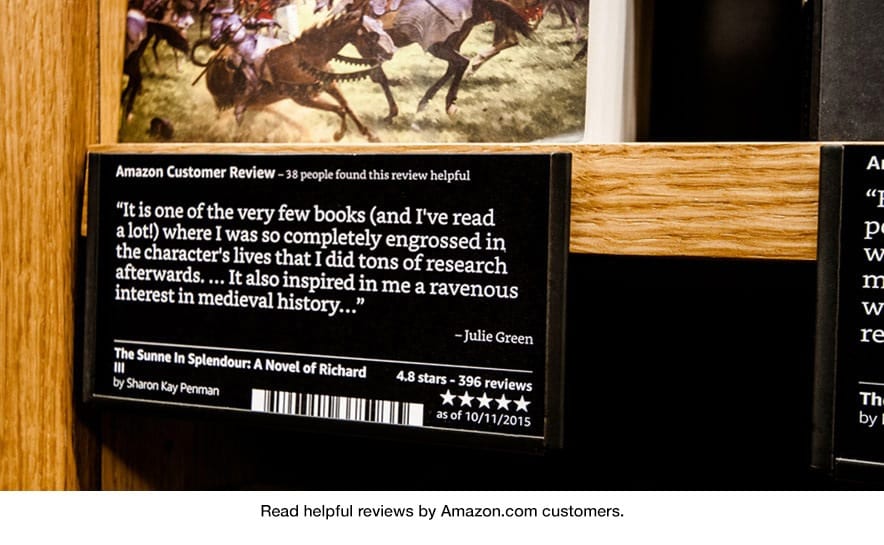 Amazon Customer Review – 38 people found this review helpful
“It is one of the very few books (and I've read
a lot!) where I was so completely engrossed in
the character's lives that I did tons of research
afterwards. ... It also inspired in me a ravenous
interest in medieval history...”
– Julie Green
The Sunne In Splendour: A Novel of Richard
III
by Sharon Kay Penman
4.8 stars - 396 reviews
as of 10/11/2015
by
Read helpful reviews by Amazon.com customers.